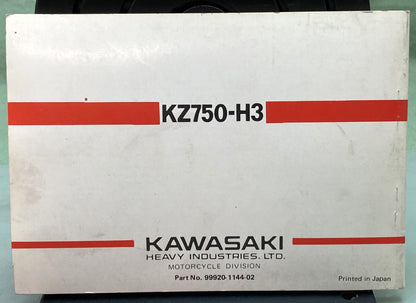 KZ750-H3
KAWASAKI
HEAVY INDUSTRIES. LTD.
MOTORCYCLE DIVISION
Part No. 99920-1144-02
Printed in Japan